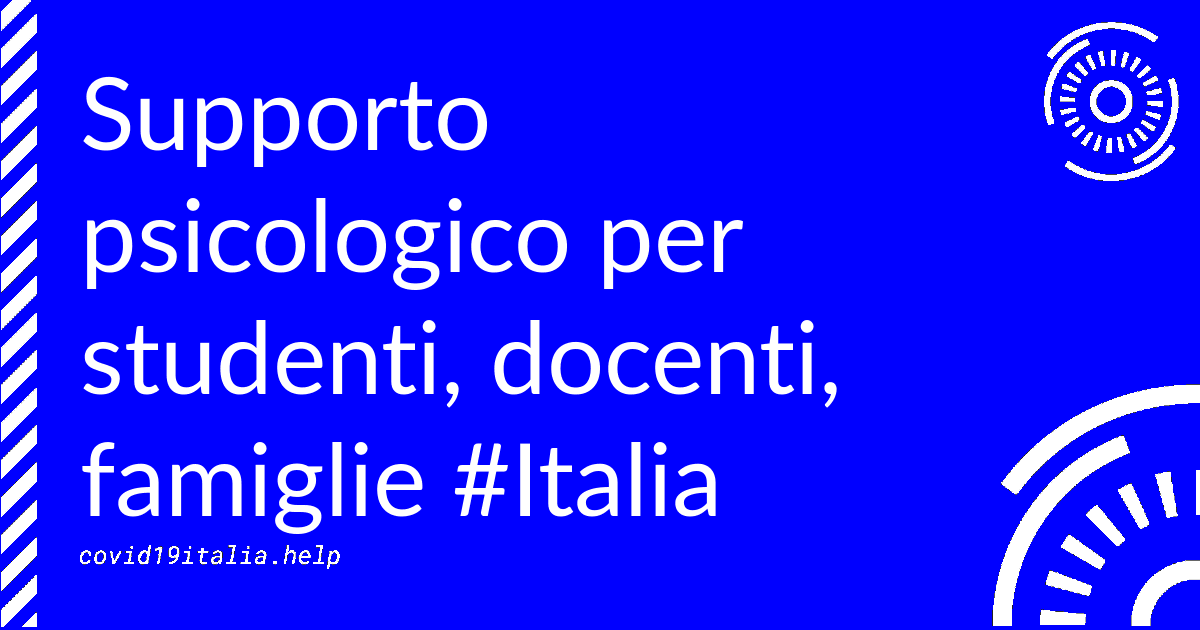 Supporto
psicologico per
studenti, docenti,
famiglie #Italia
covid19italia.help